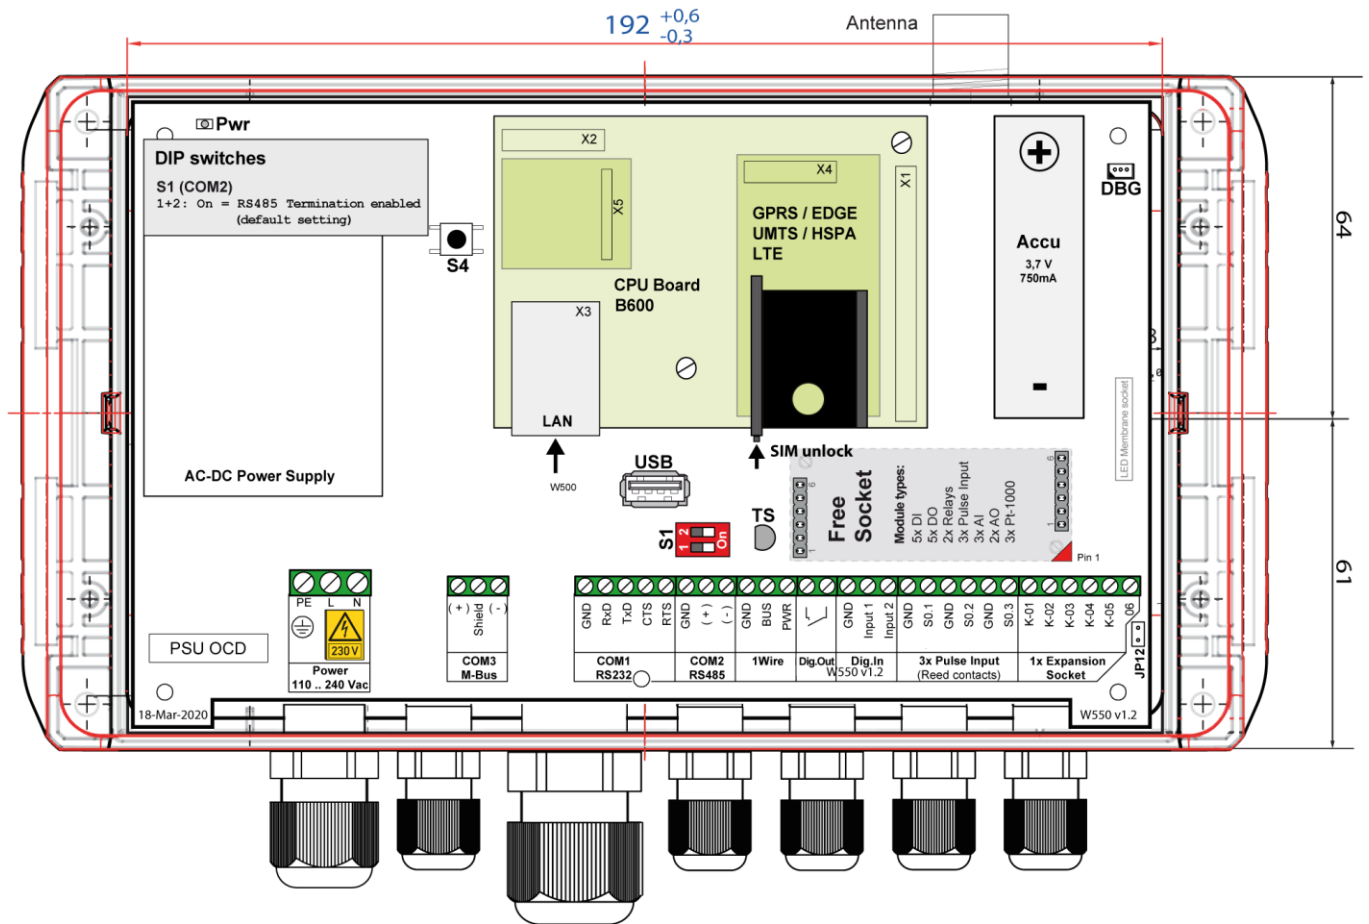 192 +0,6
-0,3
Antenna
Pwr
DIP switches
S1 (COM2)
1+2: On = RS485 Termination enabled
(default setting)
S4
X2
X5
X4
X1
GPRS / EDGE
UMTS / HSPA
LTE
CPU Board
B600
X3
LAN
W500
Accu
3,7 V
750mA
DBG
64
61
LED Membrane socket
AC-DC Power Supply
SIM unlock
USB
S1
1 2
On
TS
6
1
Free
Socket
Module types:
5x DI
5x DO
2x Relays
3x Pulse Input
3x AI
2x AO
3x Pt-1000
6
1
Pin 1
PE L N
230 V
Power
110 .. 240 Vac
PSU OCD
(+)
Shield
(-)
COM3
M-Bus
GND
RxD
TxD
CTS
RTS
COM1
RS232
GND
(+)
(-)
COM2
RS485
GND
BUS
PWR
1Wire
Dig.Out
GND
Input 1
Input 2
Dig.In
W550 v1.2
GND
S0.1
GND
S0.2
GND
S0.3
3x Pulse Input
(Reed contacts)
K-01
K-02
K-03
K-04
K-05
06
1x Expansion
Socket
JP12
18-Mar-2020
W550 v1.2